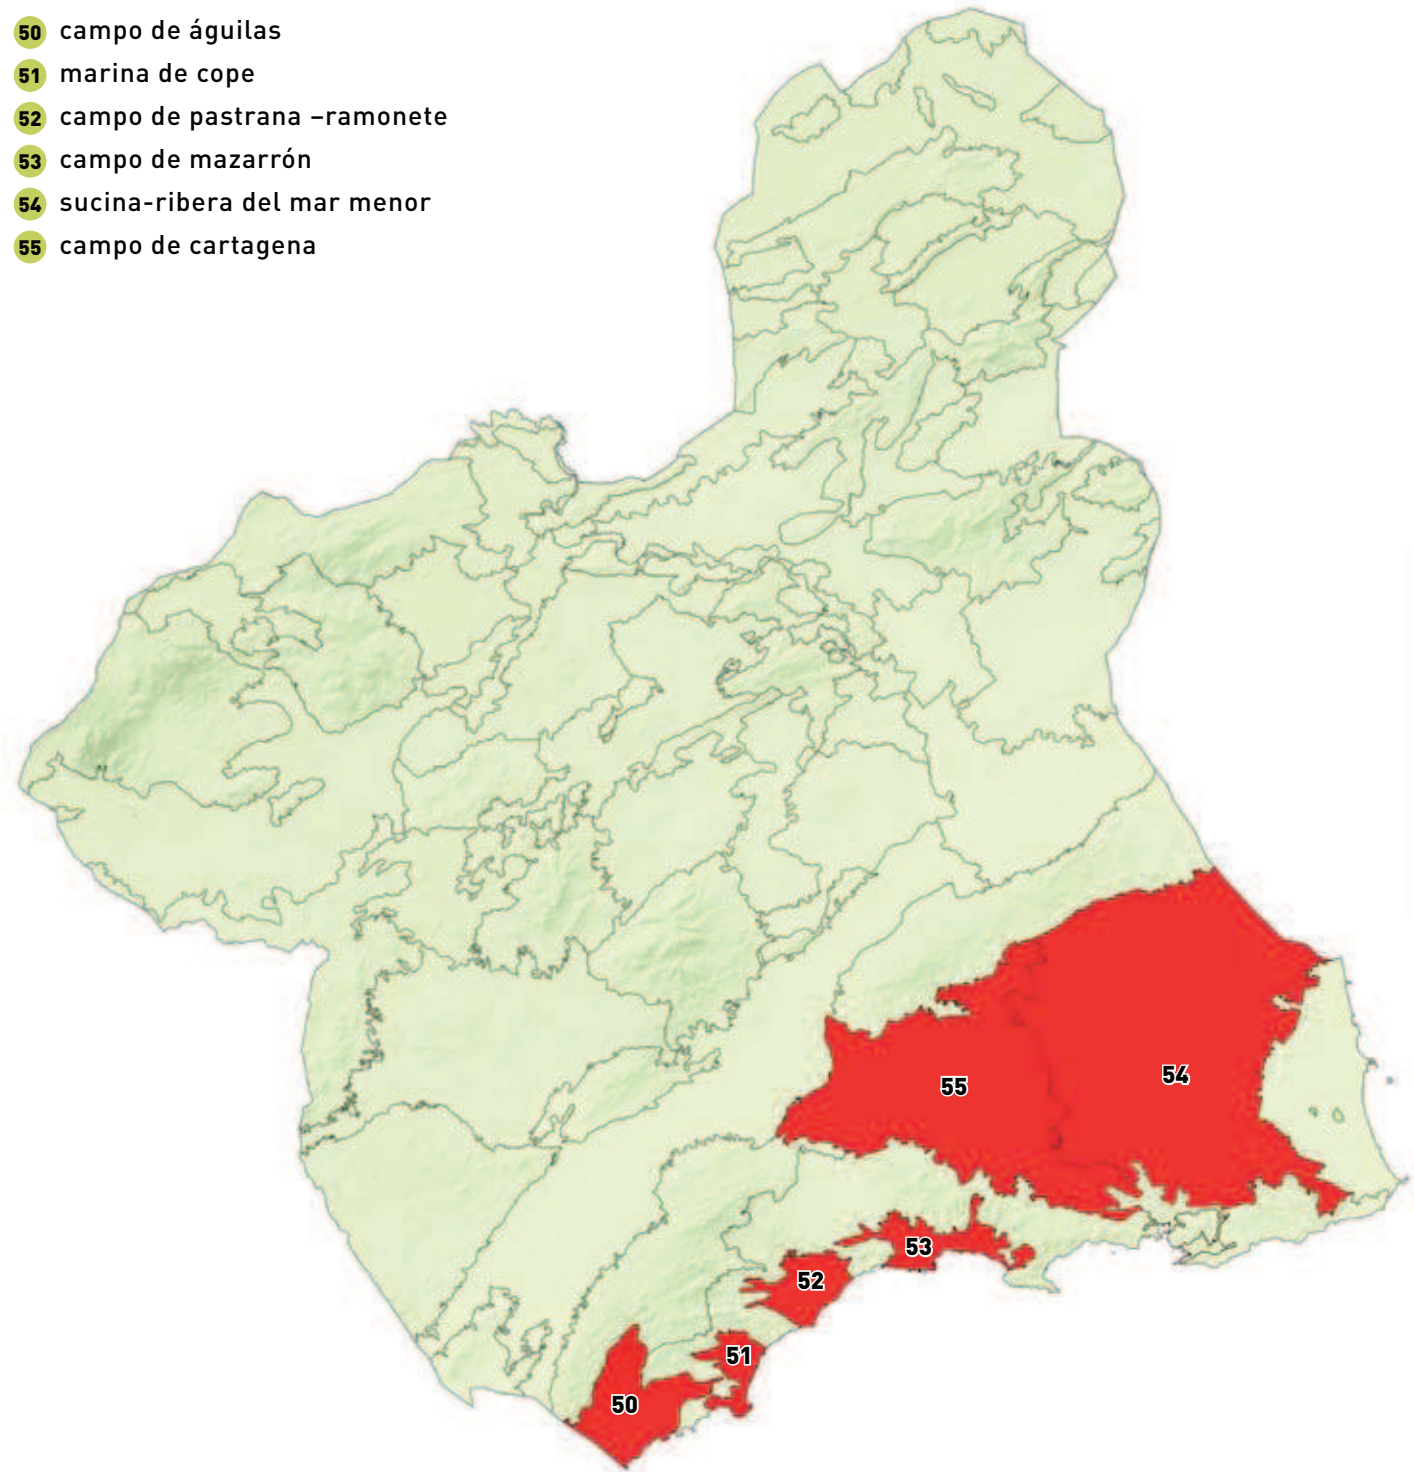 50 campo de águilas
51 marina de cope
52 campo de pastrana –ramonete
53 campo de mazarrón
54 sucina-ribera del mar menor
55 campo de cartagena
54
55
53
52
51
50